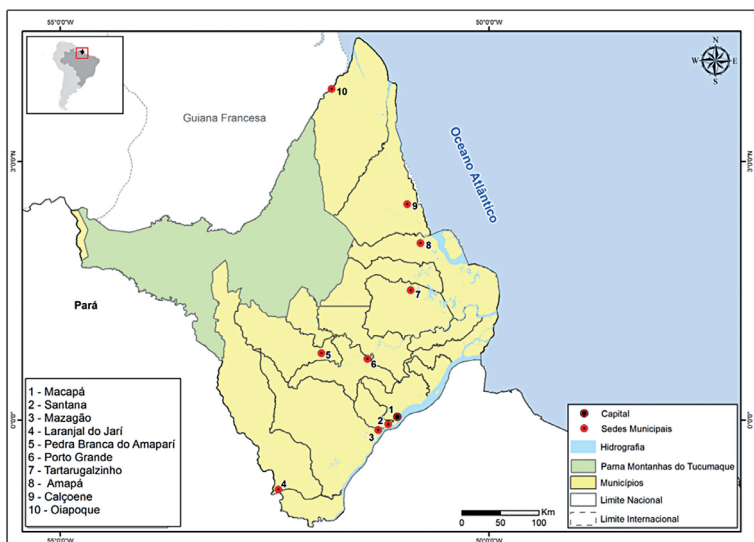 55°0'0"W
50°0'0"W
N
W
E
S
10
Guiana Francesa
Oceano Atlântico
3°0'0"N
3°0'0"N
9
8
7
Pará
5
6
1
2
3
4
0°0'0"
0°0'0"
1 - Macapá
2 - Santana
3 - Mazagão
4 - Laranjal do Jarí
5 - Pedra Branca do Amaparí
6 - Porto Grande
7 - Tartarugalzinho
8 - Amapá
9 - Calçoene
10 - Oiapoque
Capital
Sedes Municipais
Hidrografia
Parna Montanhas do Tucumaque
Municípios
Limite Nacional
Limite Internacional
Km
0
50
100
55°0'0"W
50°0'0"W